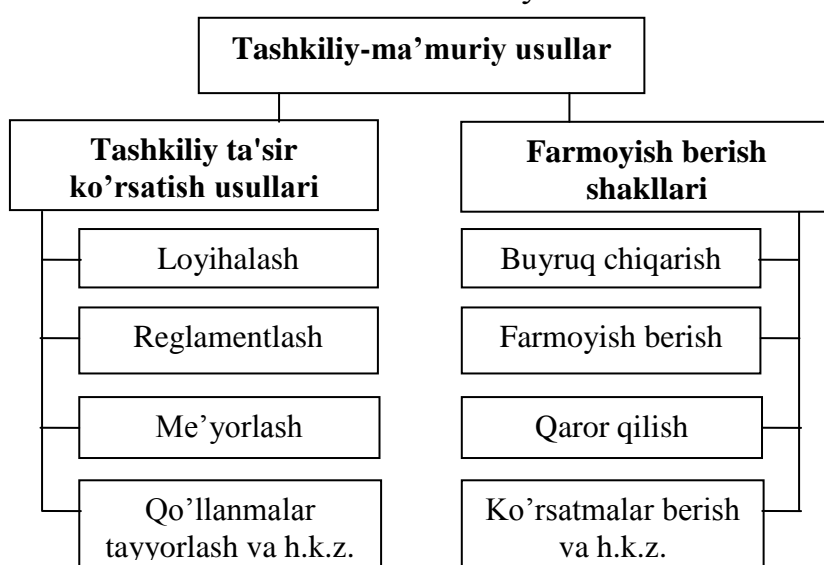 Tashkiliy-ma’muriy usullar
Tashkiliy ta'sir
ko’rsatish usullari
Farmoyish berish
shakllari
Loyihalash
Buyruq chiqarish
Reglamentlash
Farmoyish berish
Me’yorlash
Qaror qilish
Qo’llanmalar
tayyorlash va h.k.z.
Ko’rsatmalar berish
va h.k.z.